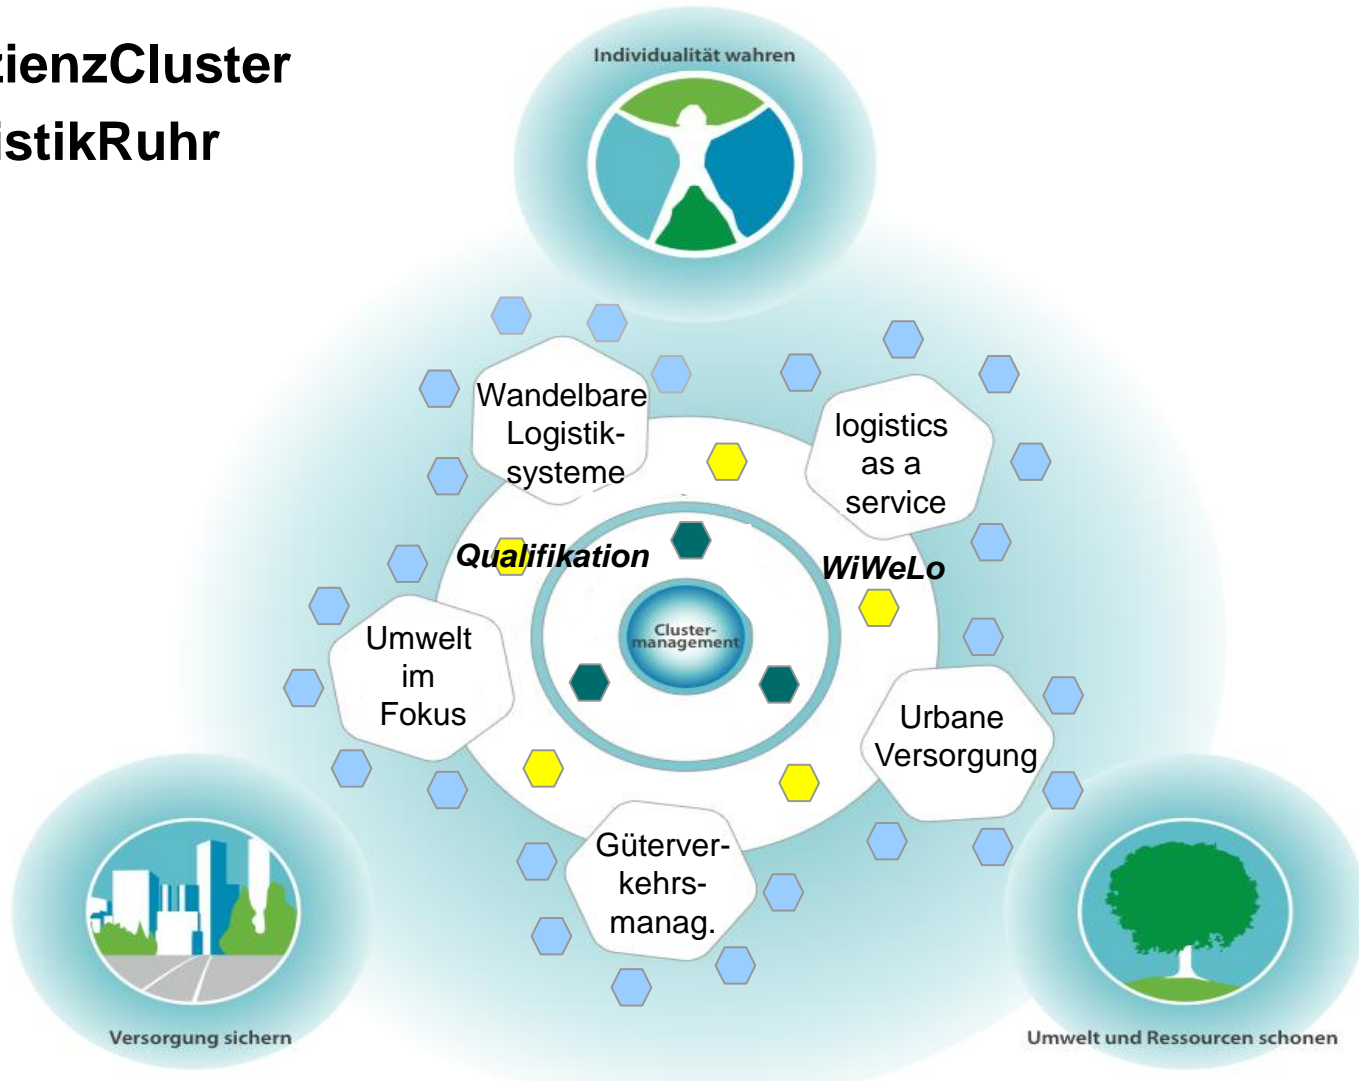 zienzCluster
istikRuhr
Individualität wahren
Wandelbare
Logistik-
systeme
logistics
as a
service
Qualifikation
WiWeLo
Cluster-
management
Umwelt
im
Fokus
Urbane
Versorgung
Güterver-
kehrs-
manag.
Versorgung sichern
Umwelt und Ressourcen schonen